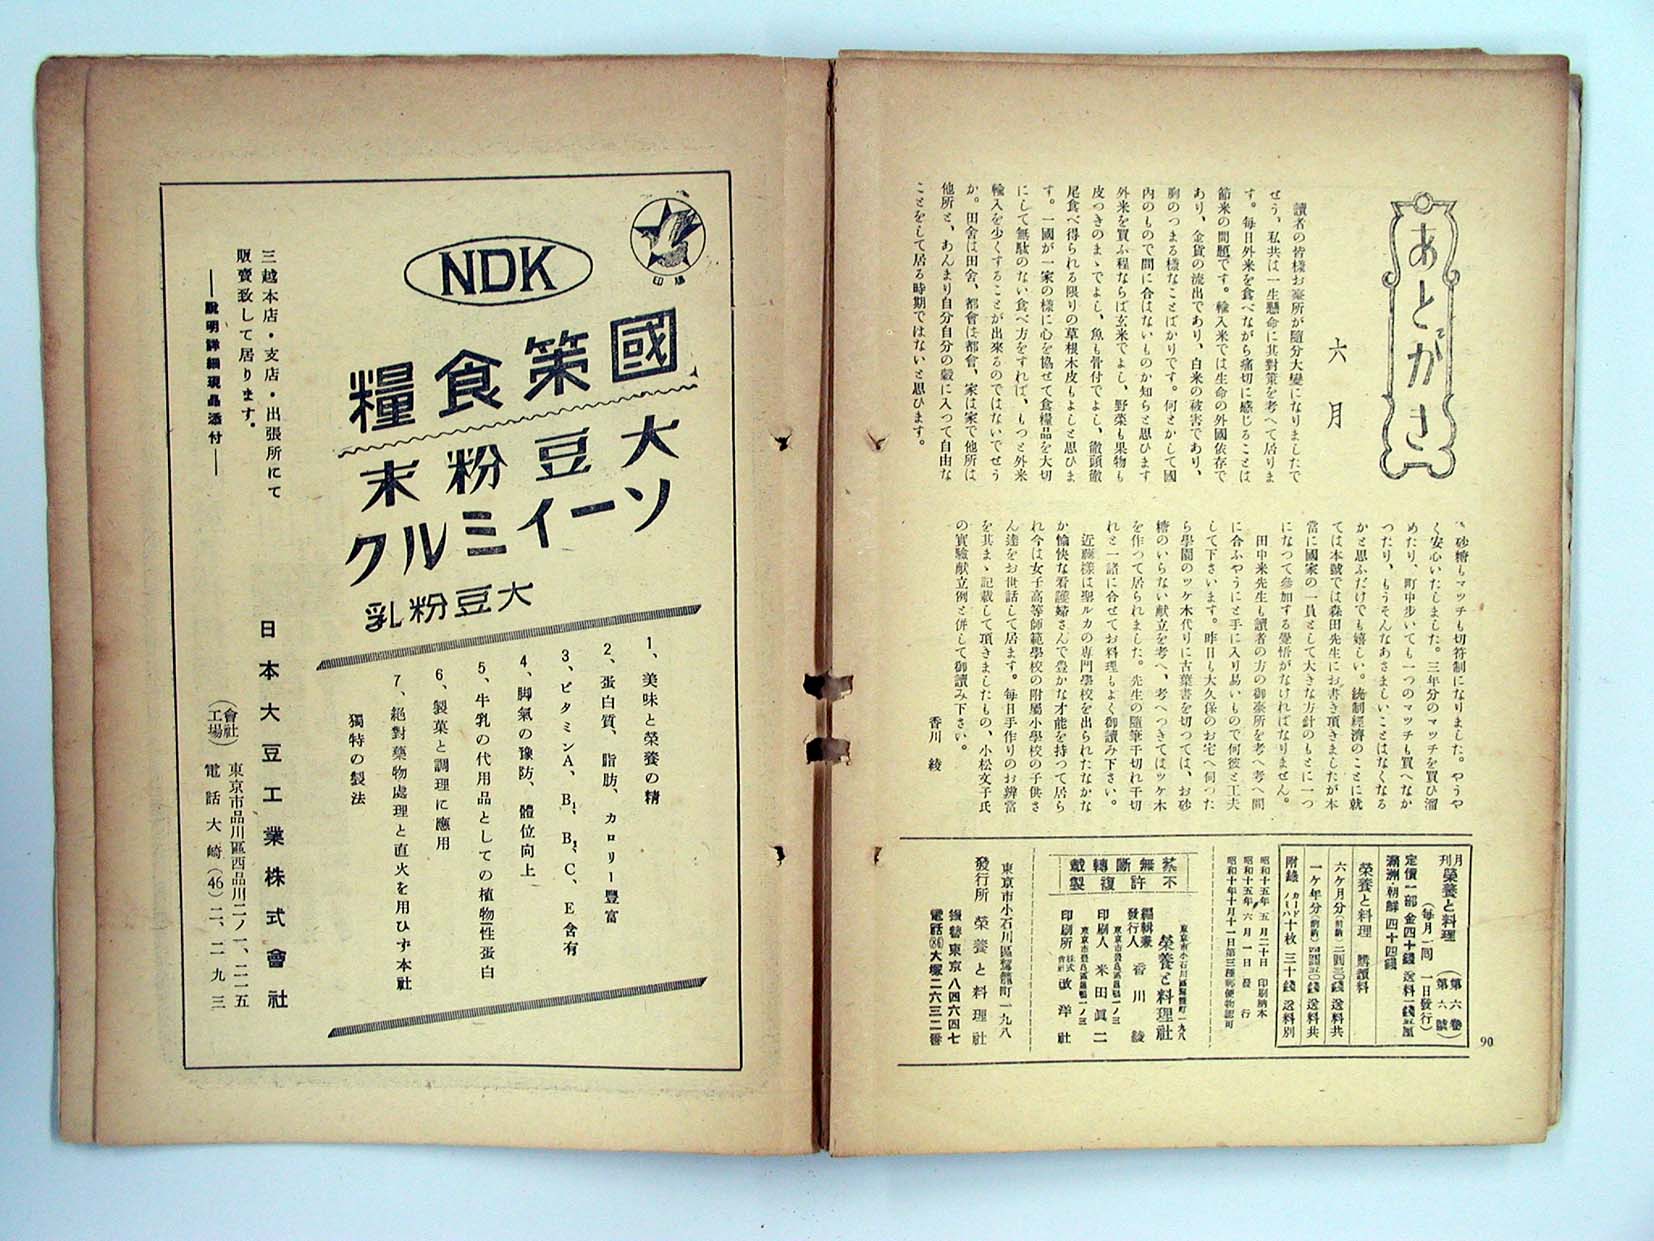 あとがき
六月
讀者の皆樣お臺所が隨分大變になりましたで
せう、私共は一生懸命に其對策を考へて居りま
す。毎日外米を食べながら痛切に感じることは
節米の問題です。輸入米では生命の外國依存で
あり、金貨の流出であり、白米の被害であり、
胸のつまる樣なことばかりです。何とかして國
内のもので間に合はないものか知らと思ひます
外米を買ふ程ならば玄米でよし、野菜も果物も
皮つきのまゝでよし、魚も骨付でよし、徹頭徹
尾食べ得られる限りの草根木皮もよしと思ひま
す。一國が一家の樣に心を協せて食糧品を大切
にして無駄のない食べ方をすれば、もつと外米
輸入を少くすることが出來るのではないでせう
か。田舍は田舍、都會は都會、家は家で他所は
他所と、あんまり自分自分の殼に入つて自由な
ことをして居る時期ではないと思ひます。
砂糖もマッチも切符制になりました。やうや
く安心いたしました。三年分のマッチを買ひ溜
めたり、町中步いても一つのマッチも買へなか
つたり、もうそんなあさましいことはなくなる
かと思ふだけでも嬉しい。統制經濟のことに就
ては本號では森田先生にお書き頂きましたが本
當に國家の一員として大きな方針のもとに一つ
になつて參加する覺悟がなければなりません。
田中米先生も讀者の方の御臺所を考へ考へ間
に合ふやうにと手に入り易いもので何彼と工夫
して下さいます。昨日も大久保のお宅へ伺つた
ら學園のツケ木代りに古葉書を切つては、お砂
糖のいらない献立を考へ、考へつきてはツケ木
を作つて居られました。先生の隨筆千切れ千切
れと一諸に合せてお料理もよく御讀み下さい。
近藤樣は聖ルカの專門學校を出られたなかな
か愉快な看護婦さんで豊かな才能を持つて居ら
れ今は女子高等師範學校の附屬小學校の子供さ
ん達をお世話して居ます。毎日手作りのお辨當
を其まゝ記載して頂きましたもの、小松文子氏
の實驗献立例と併して御讀み下さい。
香川 綾
90
月刊 榮養と料理 (第六卷 第六號)
(毎月一回 一日發行)
定價一部 金四十錢 送料一錢五厘
滿洲・朝鮮 四十四錢
榮養と料理 購讀料
六ケ月分(前納)二圓四〇錢 送料共
一ケ年分(前納)四圓五〇錢 送料共
附錄 カード ノーハ十枚 三十錢 送料別
昭和十五年 五月二十日 印刷納本
昭和十五年 六月一日 發行
昭和十年十月十一日第三種郵便物認可
禁無斷轉載
不許複製
東京市小石川區駕籠町一九八
榮養と料理社
編輯兼發行人 香川 綾
印刷人 米田眞二
印刷所 株式會社 改洋社
東京市小石川區駕籠町一九八
發行所 榮養と料理社
振替東京八四六四七
電話(86)大塚二六三二番
印鳩
NDK
國策食糧
大豆粉末
ソーイミルク
大豆粉乳
1、美味と榮養の精
2、蛋白質、脂肪、カロリー豐富
3、ビタミンA、B₁、B₂、C、E含有
4、脚氣の豫防、體位向上
5、牛乳の代用品としての植物性蛋白
6、製菓と調理に應用
7、絕對藥物處理と直火を用ひず本社
獨特の製法
三越本店・支店・出張所にて
販賣致して居ります。
―說明詳細現品添付―
日本大豆工業株式會社
(會社工場) 東京市品川區西品川二ノ一、二二五
電話大崎(46)二、二九三